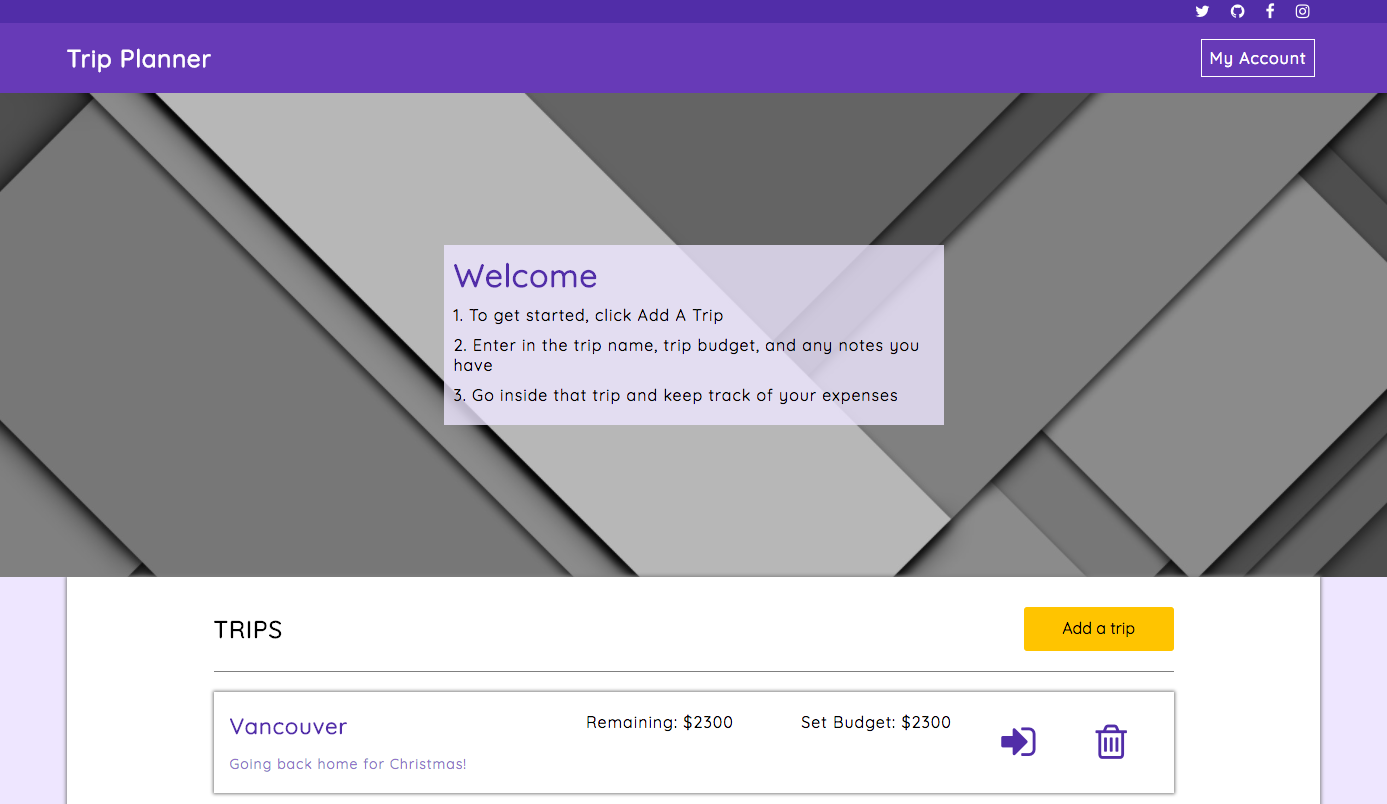 Trip Planner
My Account
Welcome
1. To get started, click Add A Trip
2. Enter in the trip name, trip budget, and any notes you
have
3. Go inside that trip and keep track of your expenses
TRIPS
Add a trip
Vancouver
Remaining: $2300
Set Budget: $2300
Going back home for Christmas!